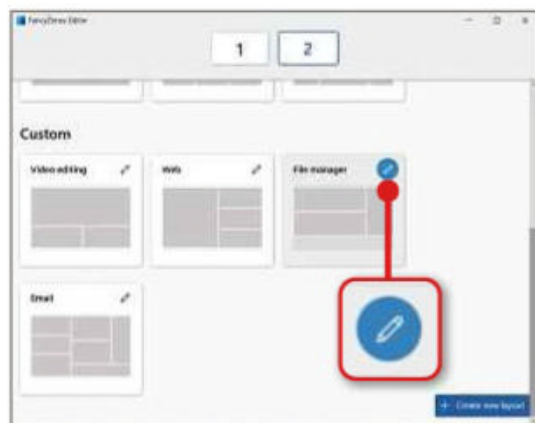 FancyZones Editor
1
2
Custom
Video editing
Web
File manager
Email
+ Create new layout